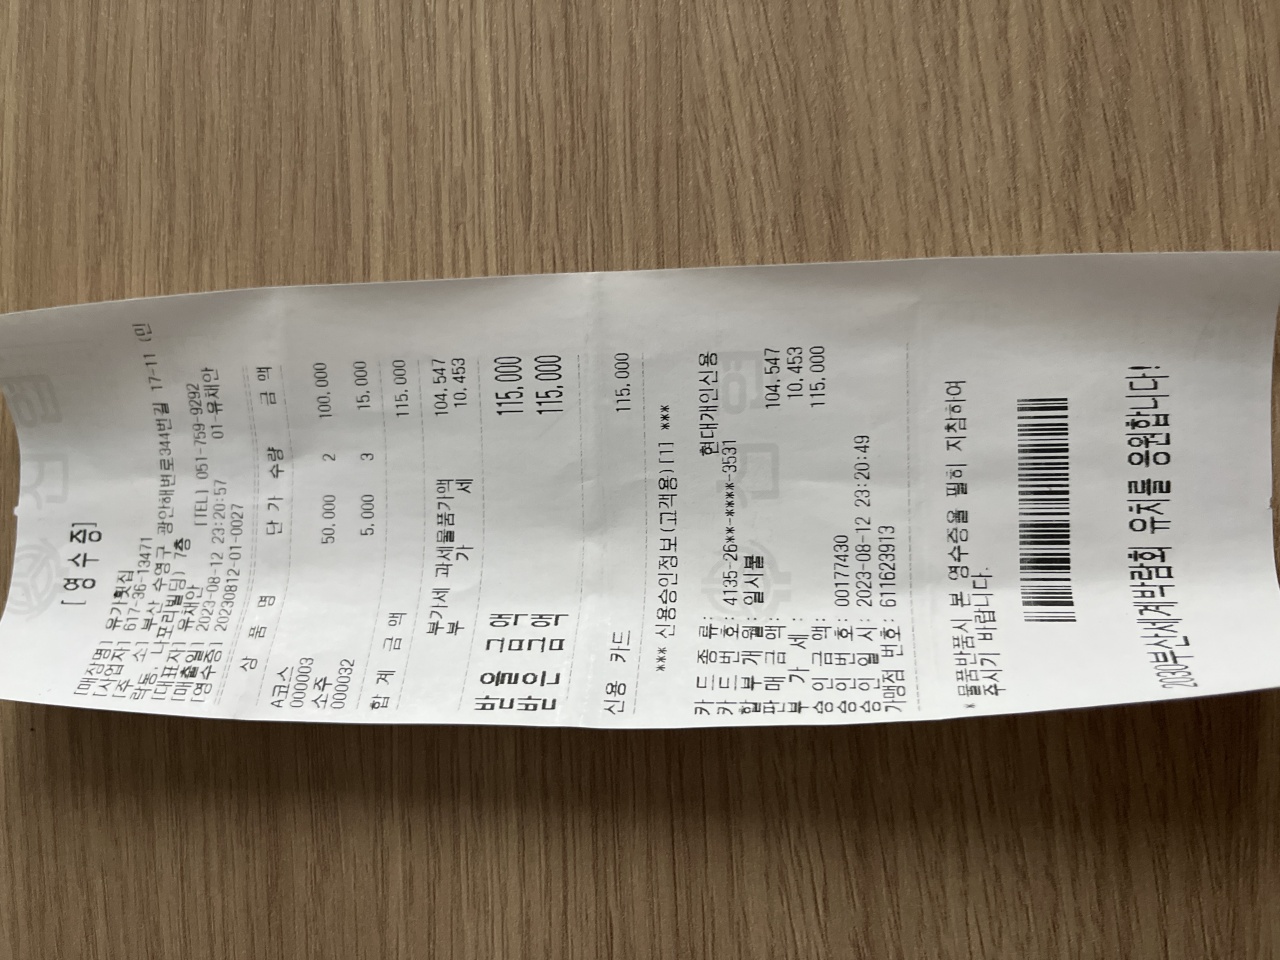 [영수증]
[매장명] 유가횟집
[사업자] 617-36-13471
[주  소] 부산 수영구 광안해변로344번길 17-11 (민
락동, 나포리빌딩) 7층
[대표자] 유채안 [TEL] 051-759-9292
[매출일] 2023-08-12 23:20:57 01-유채안
[영수증] 20230812-01-0027
상 품 명 단 가 수량 금 액
A코스
000003 50,000 2 100,000
소주
000032 5,000 3 15,000
합 계 금 액 115,000
부가세 과세물품가액 104,547
부 가 세 10,453
받을금액 115,000
받은금액 115,000
신용 카드 115,000
*** 신용승인정보(고객용)[1] ***
카 드 종 류: 현대개인신용
카 드 번 호: 4135-26**-****-3531
할 부 개 월: 일시불
판 매 금 액: 104,547
부 가 세: 10,453
승 인 금 액: 115,000
승 인 번 호: 00177430
승 인 일 시: 2023-08-12 23:20:49
가맹점 번호: 611623913
* 물품반품시 본 영수증을 필히 지참하여
주시기 바랍니다.
2030부산세계박람회 유치를 응원합니다!